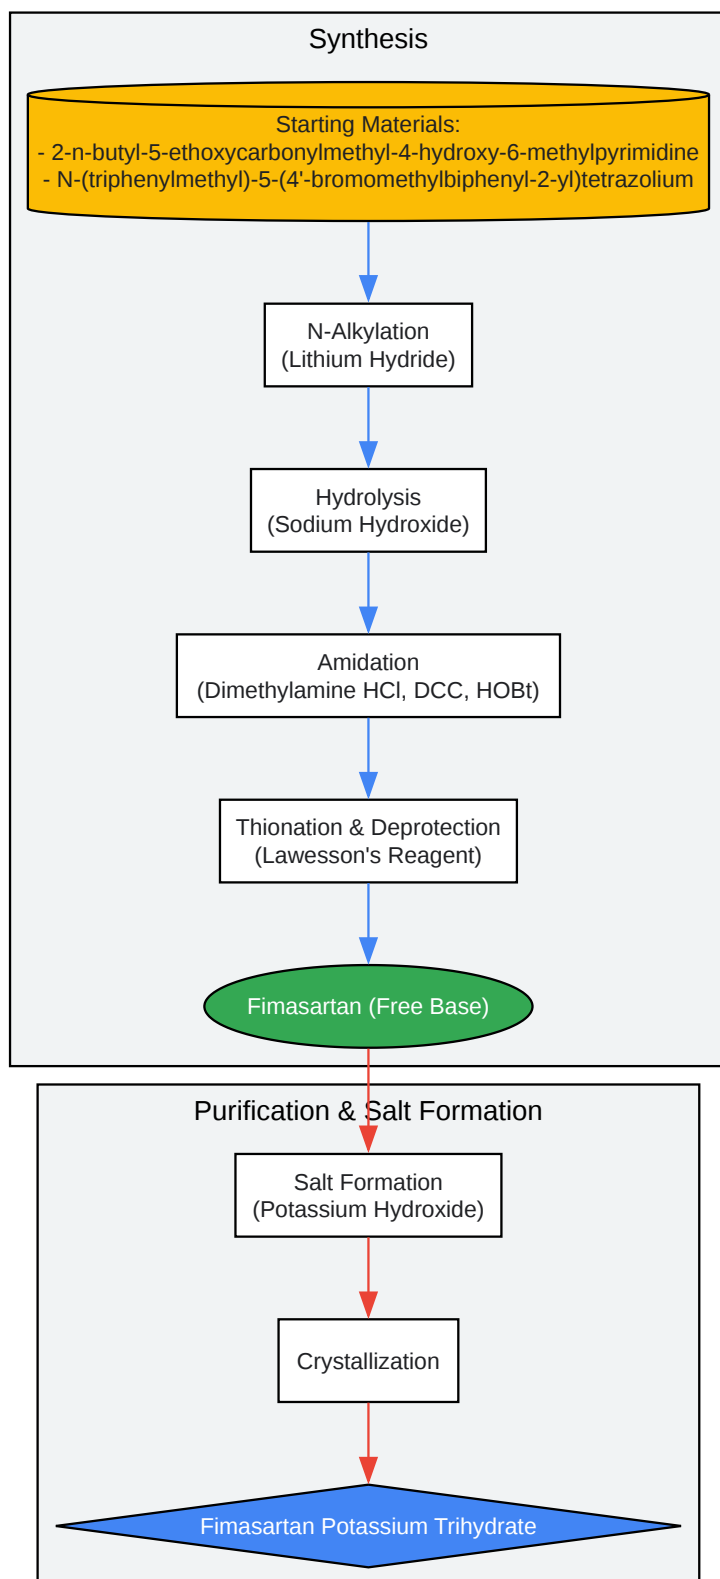 Synthesis
Starting Materials:
- 2-n-butyl-5-ethoxycarbonylmethyl-4-hydroxy-6-methylpyrimidine
- N-(triphenylmethyl)-5-(4'-bromomethylbiphenyl-2-yl)tetrazolium
N-Alkylation
(Lithium Hydride)
Hydrolysis
(Sodium Hydroxide)
Amidation
(Dimethylamine HCl, DCC, HOBt)
Thionation & Deprotection
(Lawesson's Reagent)
Fimasartan (Free Base)
Purification & Salt Formation
Salt Formation
(Potassium Hydroxide)
Crystallization
Fimasartan Potassium Trihydrate